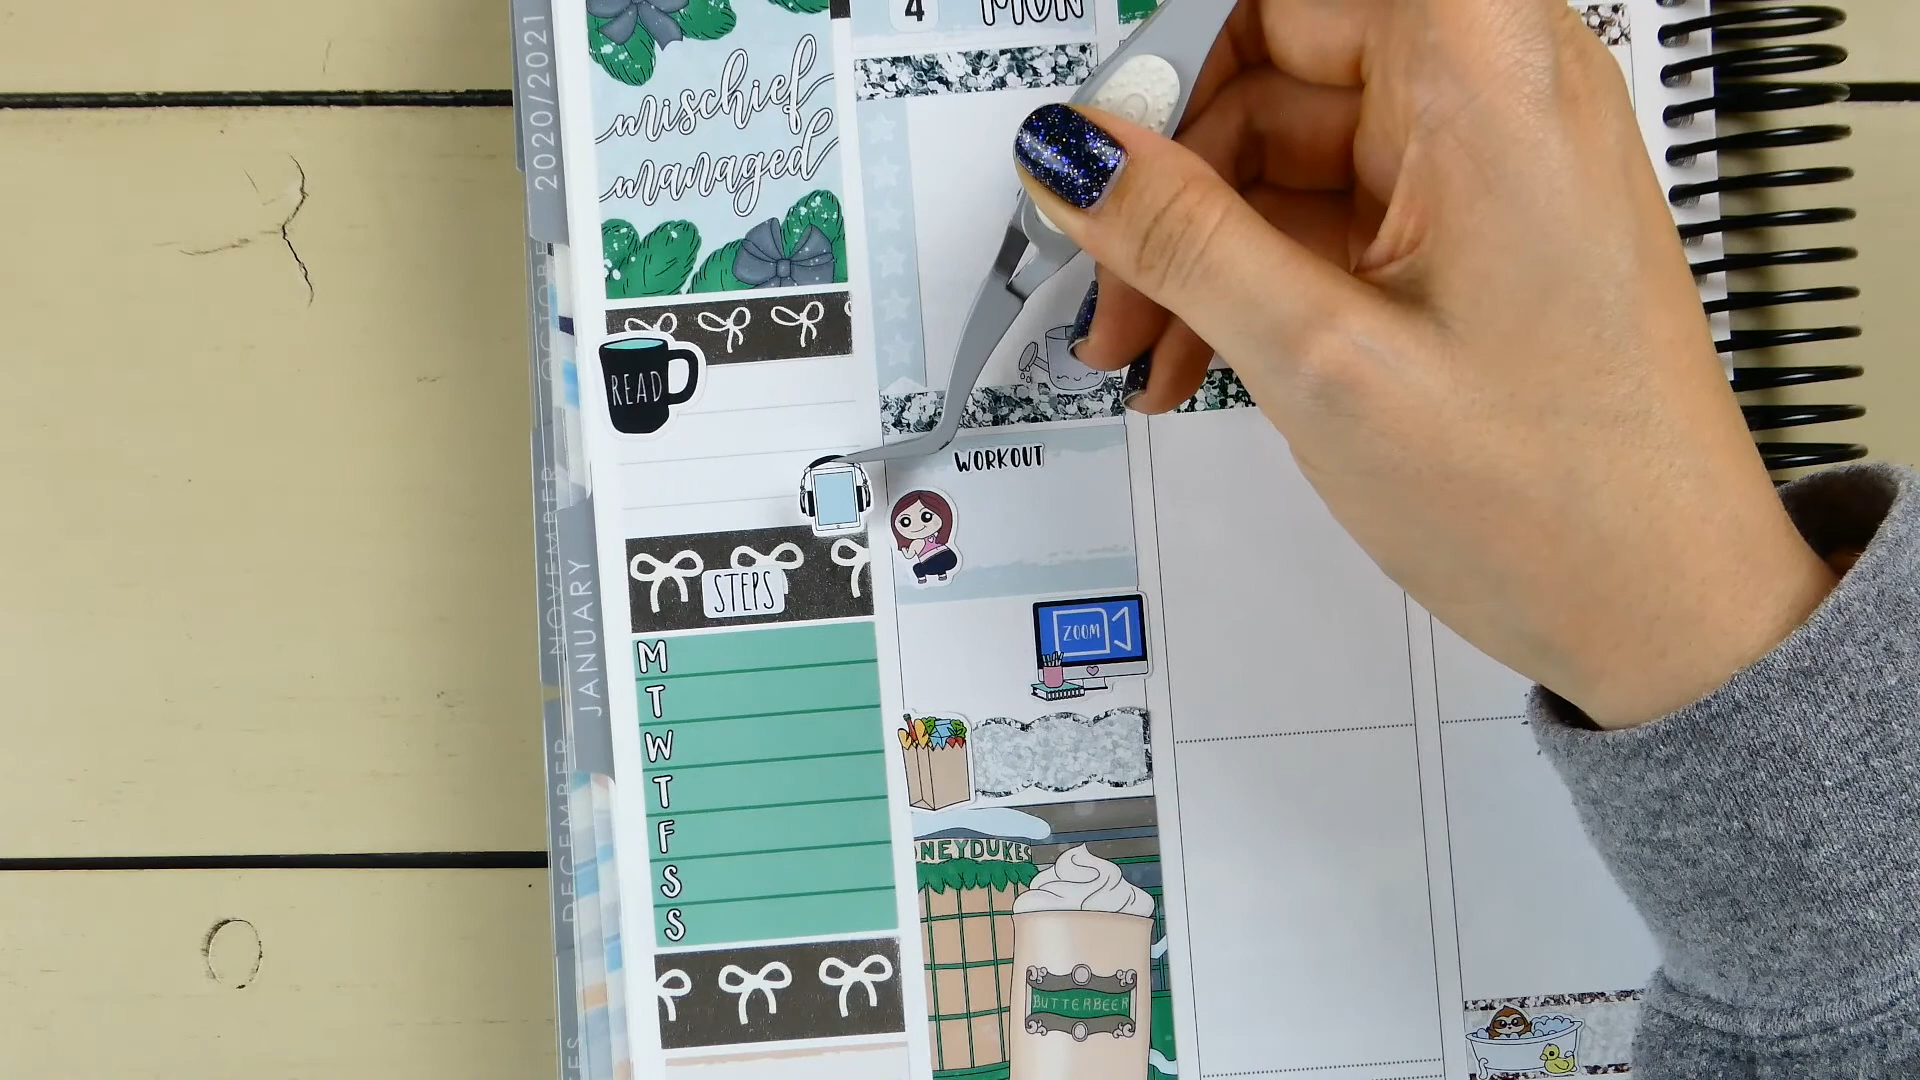 2020/2021
OCTOBER
NOVEMBER
JANUARY
DECEMBER
mischief
managed
READ
STEPS
M
T
W
T
F
S
S
4 MON
WORKOUT
ZOOM
NEYDUKES
BUTTERBEER